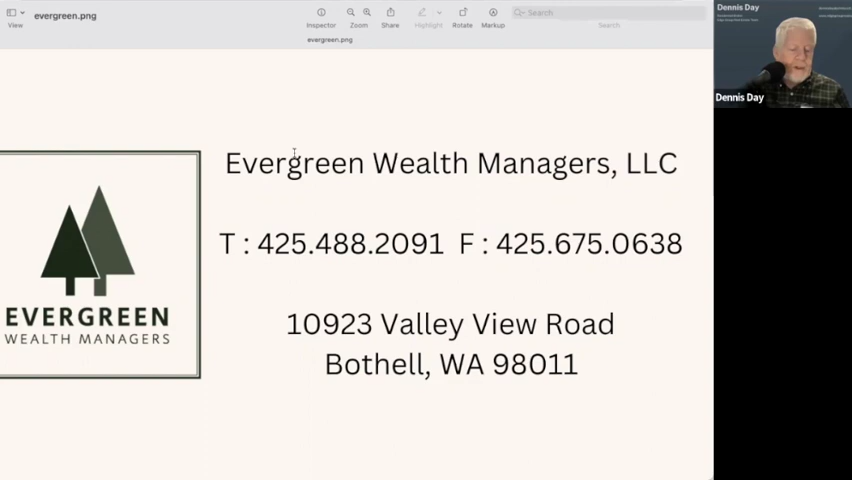 evergreen.png
View
Inspector
Zoom
Share
Highlight
Rotate
Markup
Search
Search
evergreen.png
Evergreen Wealth Managers, LLC
T : 425.488.2091 F : 425.675.0638
10923 Valley View Road
Bothell, WA 98011
EVERGREEN
WEALTH MANAGERS
Dennis Day
Dennis Day